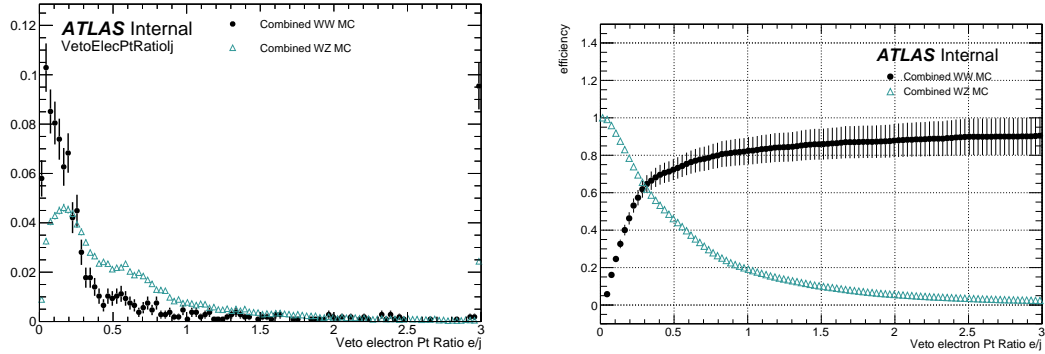 ATLAS Internal
VetoElecPtRatioIj
Combined WW MC
Combined WZ MC
0.12
0.1
0.08
0.06
0.04
0.02
0
0 0.5 1 1.5 2 2.5 3
Veto electron Pt Ratio e/j
efficiency
ATLAS Internal
Combined WW MC
Combined WZ MC
1.4
1.2
1
0.8
0.6
0.4
0.2
0
0 0.5 1 1.5 2 2.5 3
Veto electron Pt Ratio e/j